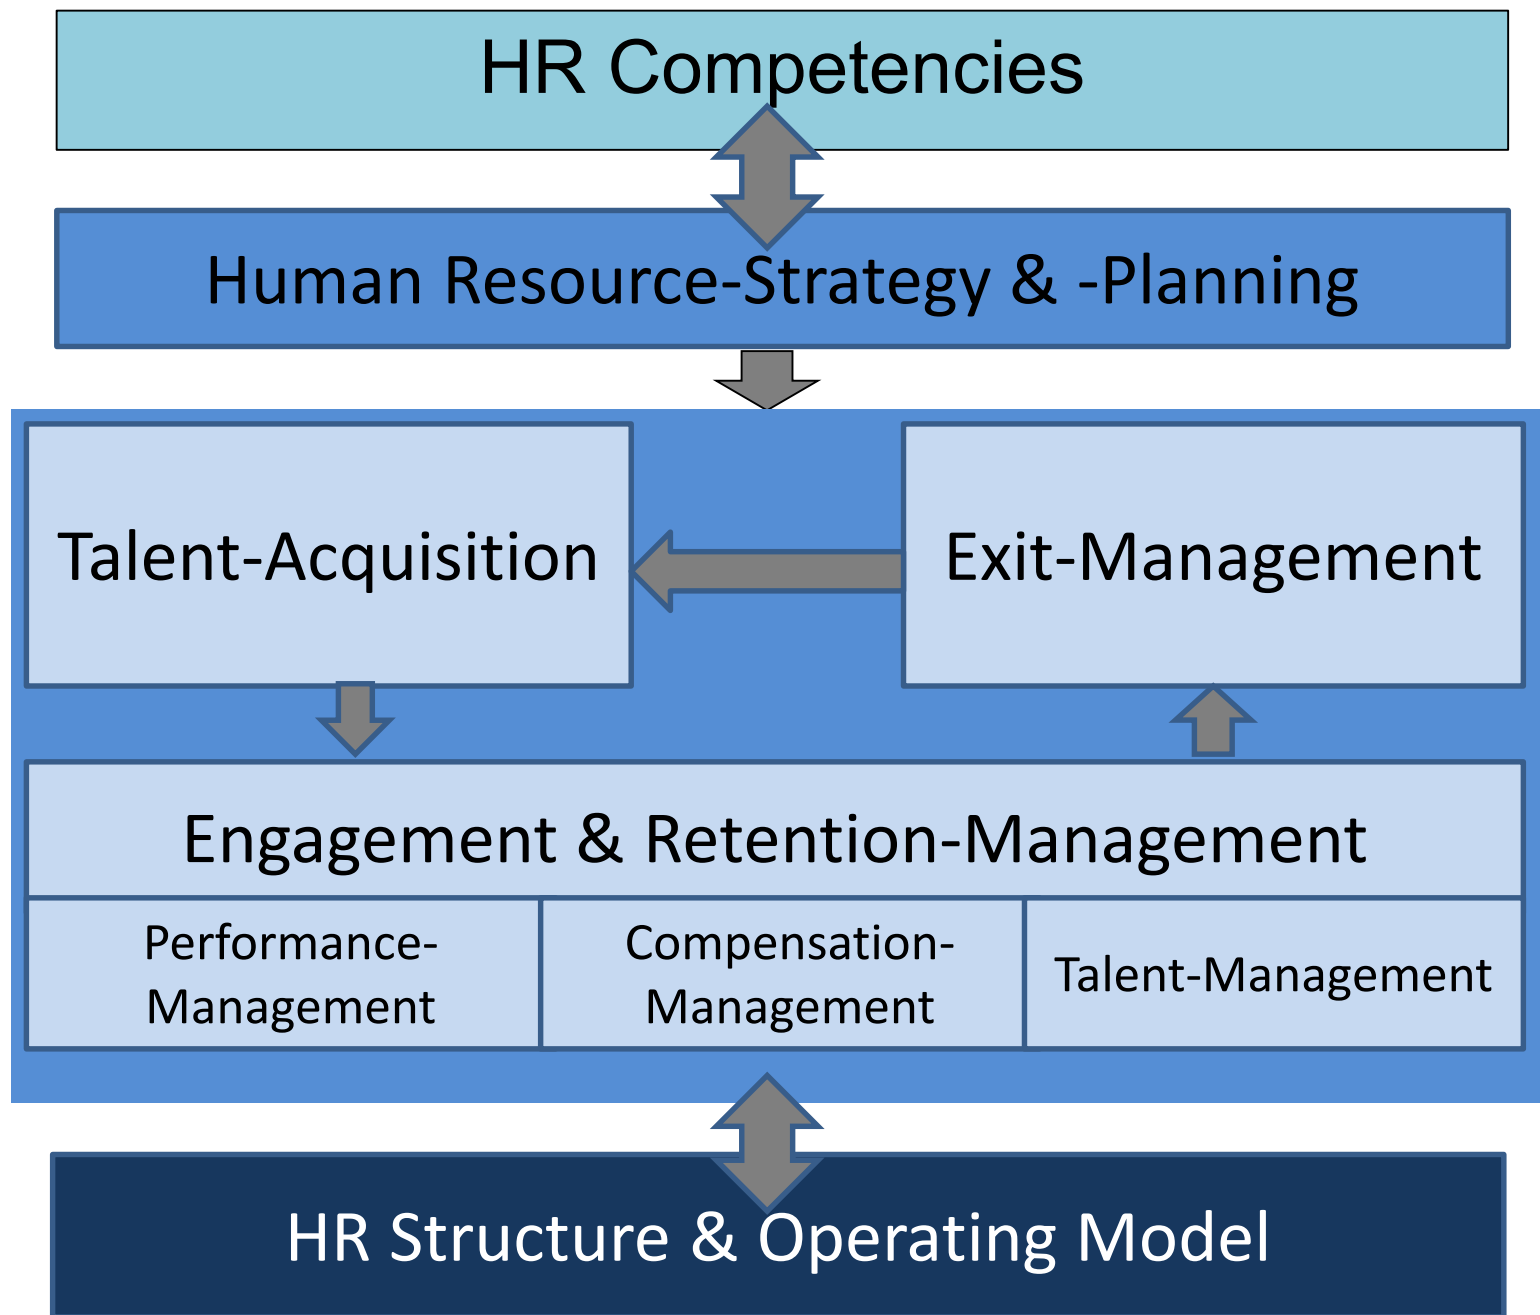 HR Competencies
Human Resource-Strategy & -Planning
Talent-Acquisition
Exit-Management
Engagement & Retention-Management
Performance-
Management
Compensation-
Management
Talent-Management
HR Structure & Operating Model